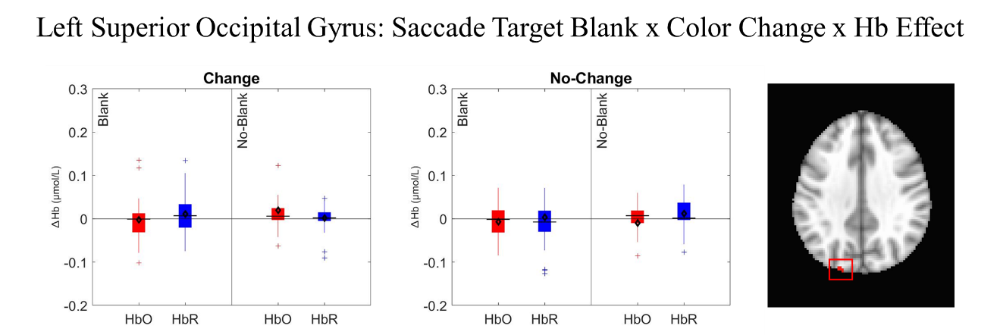 Left Superior Occipital Gyrus: Saccade Target Blank x Color Change x Hb Effect
Change
0.3
0.2
0.1
0
-0.1
-0.2
ΔHb (μmol/L)
Blank
No-Blank
HbO HbR HbO HbR
No-Change
0.3
0.2
0.1
0
-0.1
-0.2
ΔHb (μmol/L)
Blank
No-Blank
HbO HbR HbO HbR